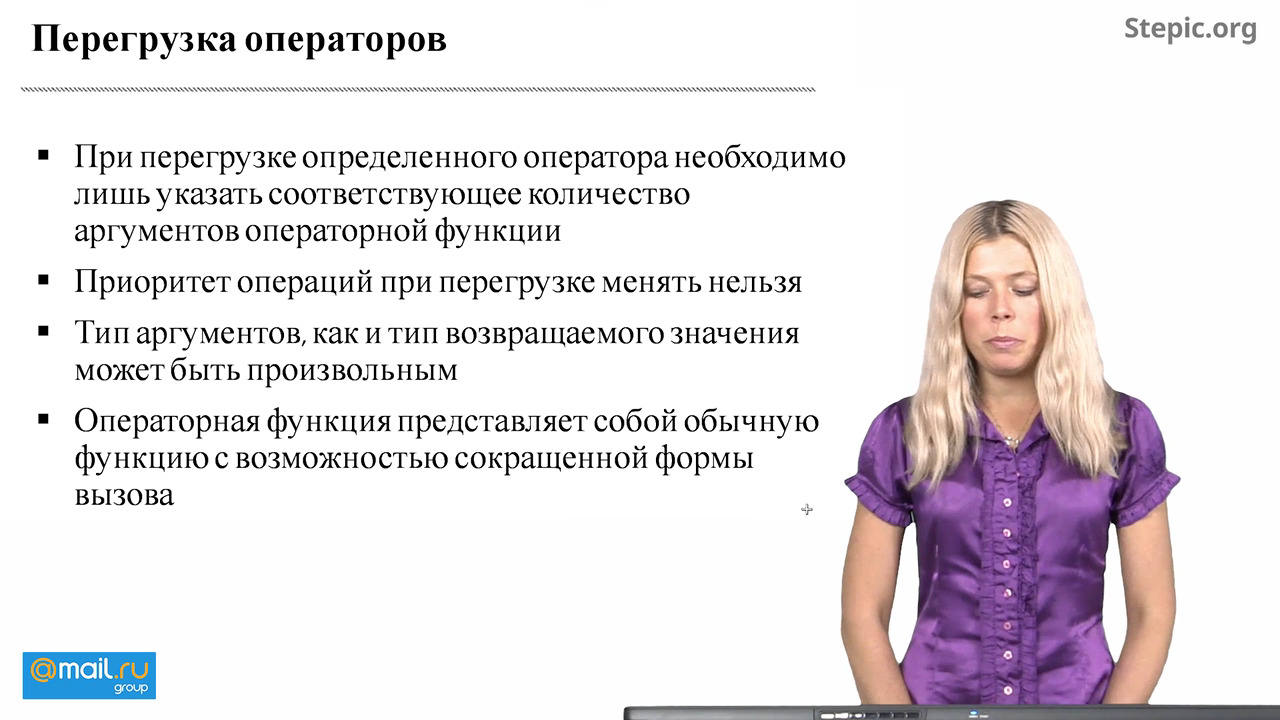 Перегрузка операторов
Stepic.org
При перегрузке определенного оператора необходимо
лишь указать соответствующее количество
аргументов операторной функции
Приоритет операций при перегрузке менять нельзя
Тип аргументов, как и тип возвращаемого значения
может быть произвольным
Операторная функция представляет собой обычную
функцию с возможностью сокращенной формы
вызова
@mail.ru
group